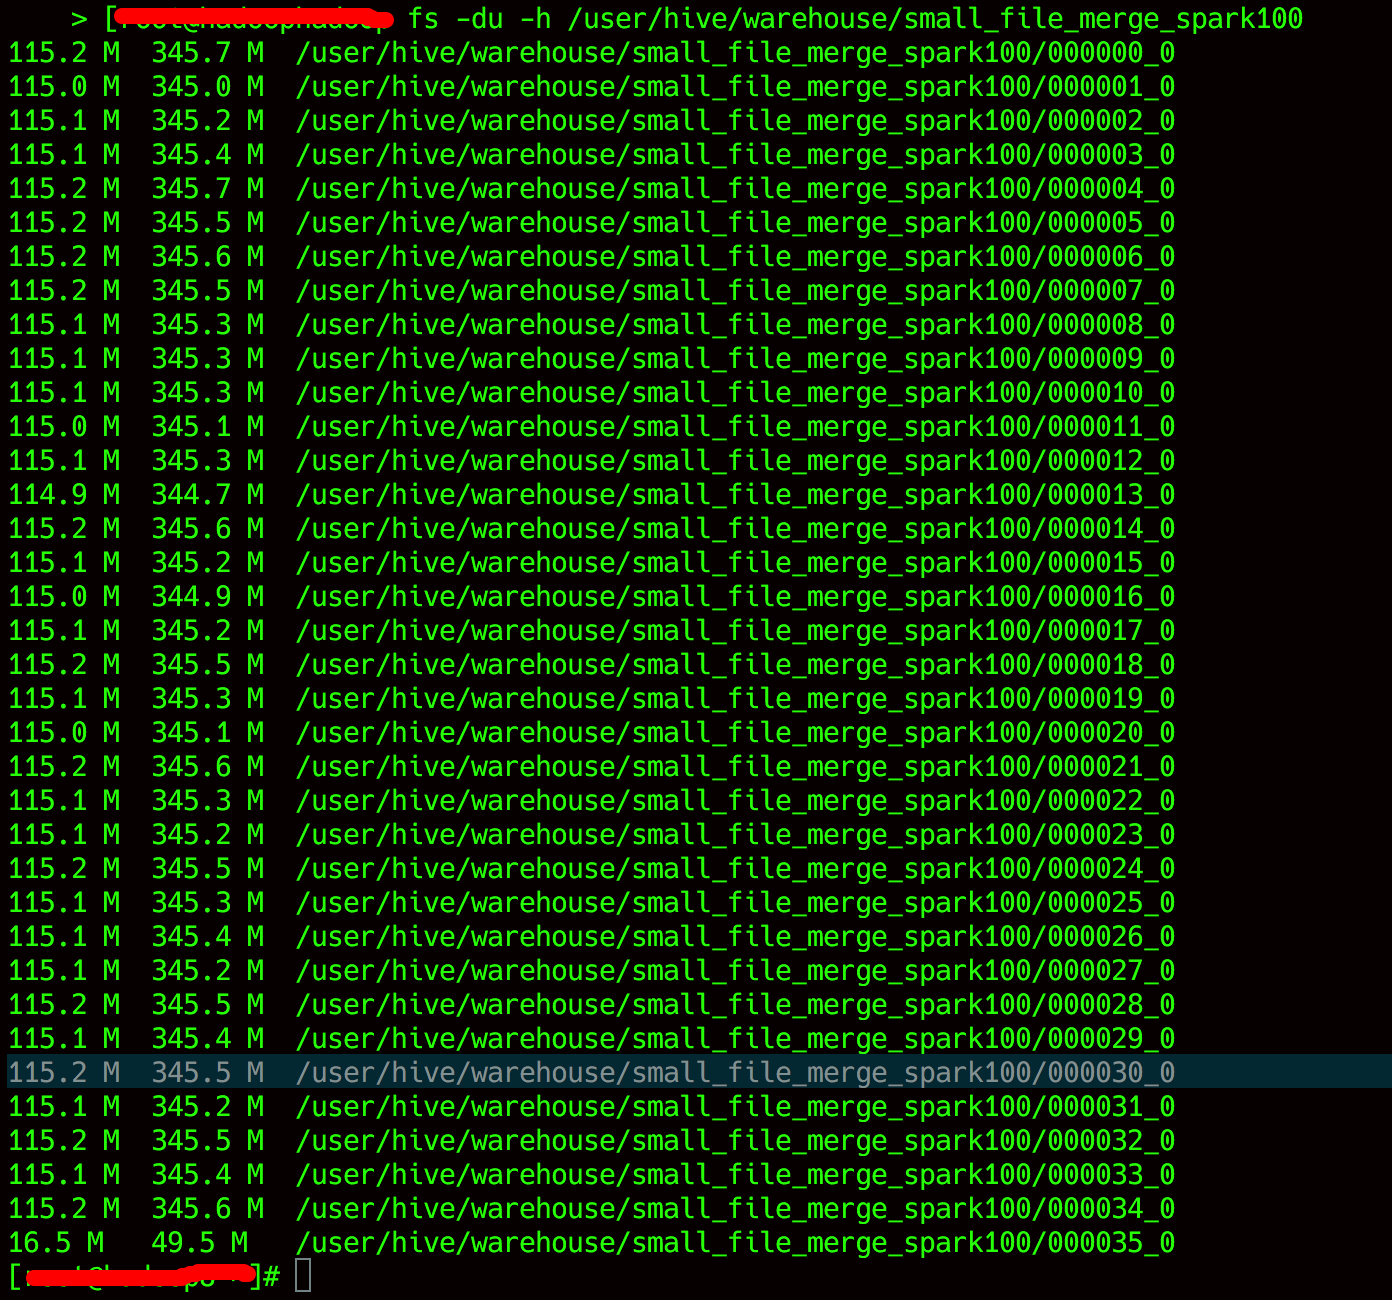 > [ fs -du -h /user/hive/warehouse/small_file_merge_spark100
115.2 M  345.7 M  /user/hive/warehouse/small_file_merge_spark100/000000_0
115.0 M  345.0 M  /user/hive/warehouse/small_file_merge_spark100/000001_0
115.1 M  345.2 M  /user/hive/warehouse/small_file_merge_spark100/000002_0
115.1 M  345.4 M  /user/hive/warehouse/small_file_merge_spark100/000003_0
115.2 M  345.7 M  /user/hive/warehouse/small_file_merge_spark100/000004_0
115.2 M  345.5 M  /user/hive/warehouse/small_file_merge_spark100/000005_0
115.2 M  345.6 M  /user/hive/warehouse/small_file_merge_spark100/000006_0
115.2 M  345.5 M  /user/hive/warehouse/small_file_merge_spark100/000007_0
115.1 M  345.3 M  /user/hive/warehouse/small_file_merge_spark100/000008_0
115.1 M  345.3 M  /user/hive/warehouse/small_file_merge_spark100/000009_0
115.1 M  345.3 M  /user/hive/warehouse/small_file_merge_spark100/000010_0
115.0 M  345.1 M  /user/hive/warehouse/small_file_merge_spark100/000011_0
115.1 M  345.3 M  /user/hive/warehouse/small_file_merge_spark100/000012_0
114.9 M  344.7 M  /user/hive/warehouse/small_file_merge_spark100/000013_0
115.2 M  345.6 M  /user/hive/warehouse/small_file_merge_spark100/000014_0
115.1 M  345.2 M  /user/hive/warehouse/small_file_merge_spark100/000015_0
115.0 M  344.9 M  /user/hive/warehouse/small_file_merge_spark100/000016_0
115.1 M  345.2 M  /user/hive/warehouse/small_file_merge_spark100/000017_0
115.2 M  345.5 M  /user/hive/warehouse/small_file_merge_spark100/000018_0
115.1 M  345.3 M  /user/hive/warehouse/small_file_merge_spark100/000019_0
115.0 M  345.1 M  /user/hive/warehouse/small_file_merge_spark100/000020_0
115.2 M  345.6 M  /user/hive/warehouse/small_file_merge_spark100/000021_0
115.1 M  345.3 M  /user/hive/warehouse/small_file_merge_spark100/000022_0
115.1 M  345.2 M  /user/hive/warehouse/small_file_merge_spark100/000023_0
115.2 M  345.5 M  /user/hive/warehouse/small_file_merge_spark100/000024_0
115.1 M  345.3 M  /user/hive/warehouse/small_file_merge_spark100/000025_0
115.1 M  345.4 M  /user/hive/warehouse/small_file_merge_spark100/000026_0
115.1 M  345.2 M  /user/hive/warehouse/small_file_merge_spark100/000027_0
115.2 M  345.5 M  /user/hive/warehouse/small_file_merge_spark100/000028_0
115.1 M  345.4 M  /user/hive/warehouse/small_file_merge_spark100/000029_0
115.2 M  345.5 M  /user/hive/warehouse/small_file_merge_spark100/000030_0
115.1 M  345.2 M  /user/hive/warehouse/small_file_merge_spark100/000031_0
115.2 M  345.5 M  /user/hive/warehouse/small_file_merge_spark100/000032_0
115.1 M  345.4 M  /user/hive/warehouse/small_file_merge_spark100/000033_0
115.2 M  345.6 M  /user/hive/warehouse/small_file_merge_spark100/000034_0
16.5 M   49.5 M   /user/hive/warehouse/small_file_merge_spark100/000035_0
[ ]#